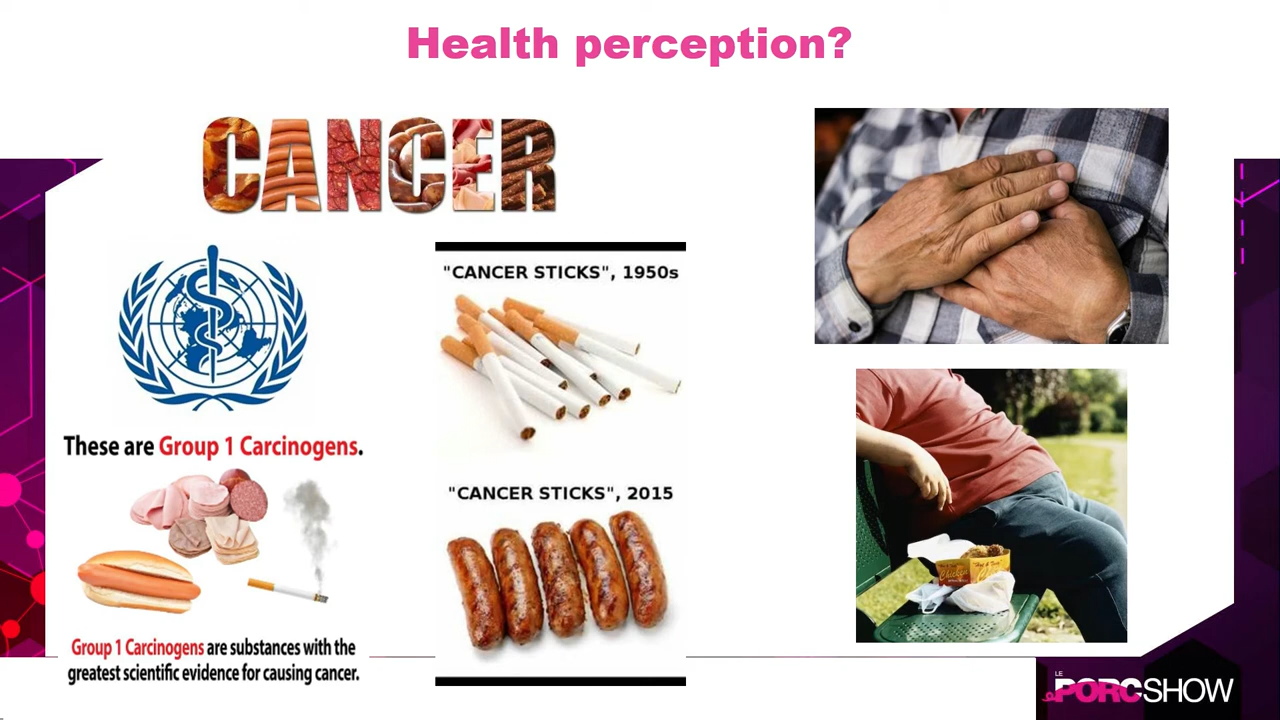 Health perception?
CANCER
"CANCER STICKS", 1950s
These are Group 1 Carcinogens.
"CANCER STICKS", 2015
Group 1 Carcinogens are substances with the
greatest scientific evidence for causing cancer.
Chicken
LE
PORCSHOW